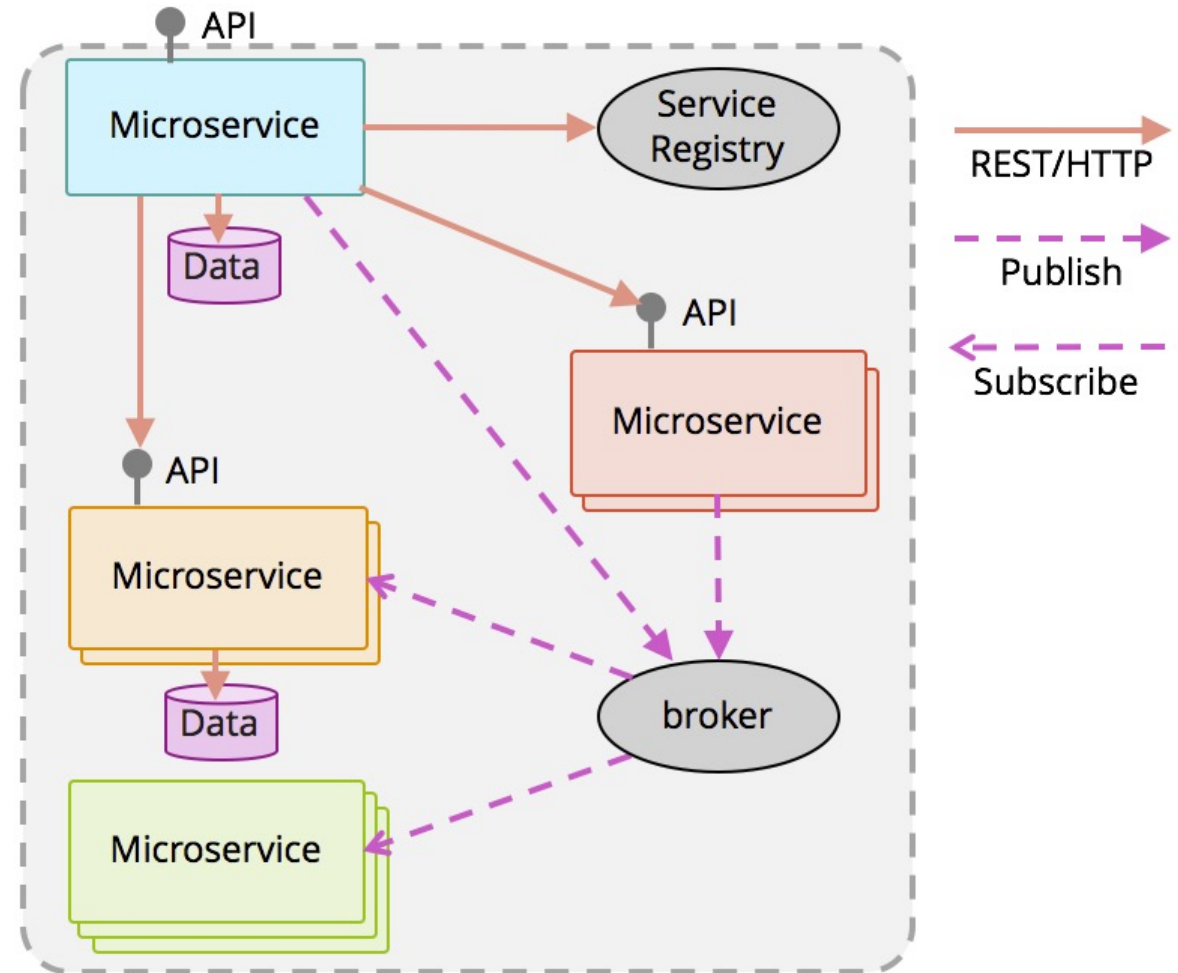 API
Microservice
Service
Registry
REST/HTTP
Data
Publish
API
Subscribe
Microservice
API
Microservice
Data
broker
Microservice